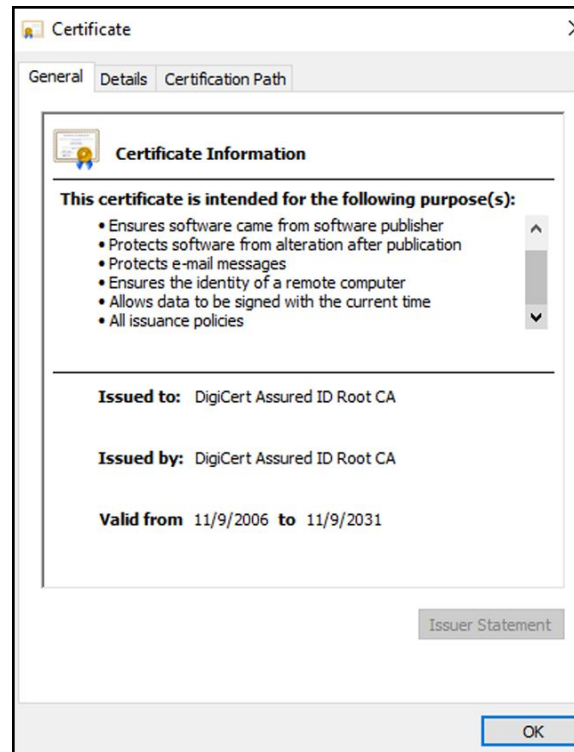 Certificate
General Details Certification Path
Certificate Information
This certificate is intended for the following purpose(s):
• Ensures software came from software publisher
• Protects software from alteration after publication
• Protects e-mail messages
• Ensures the identity of a remote computer
• Allows data to be signed with the current time
• All issuance policies
Issued to: DigiCert Assured ID Root CA
Issued by: DigiCert Assured ID Root CA
Valid from 11/9/2006 to 11/9/2031
Issuer Statement
OK